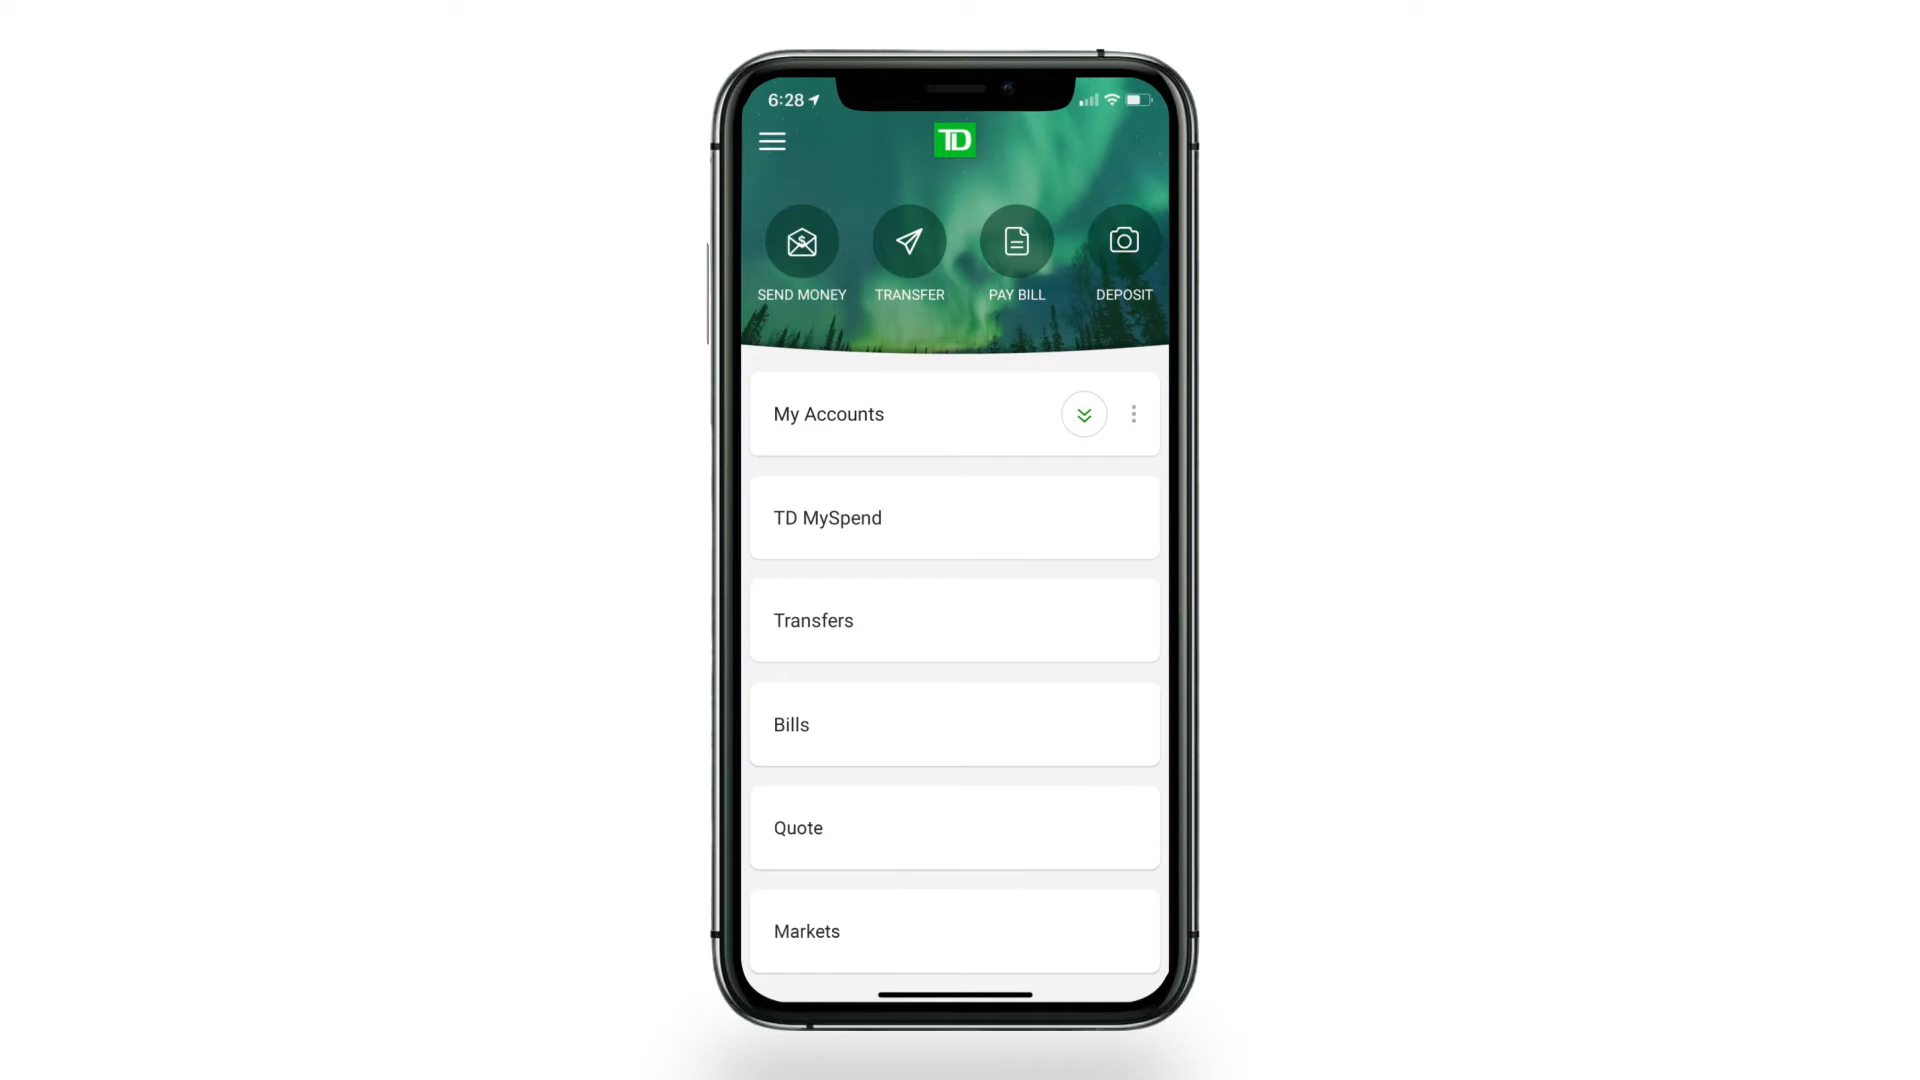 6:28
TD
SEND MONEY TRANSFER PAY BILL DEPOSIT
My Accounts
TD MySpend
Transfers
Bills
Quote
Markets